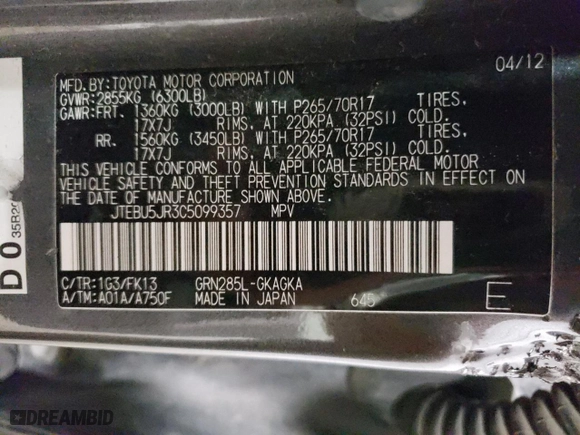 04/12
MFD.BY:TOYOTA MOTOR CORPORATION
GVWR:2855KG (6300LB)
GAWR:FRT. 1360KG (3000LB) WITH P265/70R17 TIRES,
17X7J RIMS, AT 220KPA (32PSI) COLD.
RR. 1560KG (3450LB) WITH P265/70R17 TIRES,
17X7J RIMS, AT 220KPA (32PSI) COLD.
THIS VEHICLE CONFORMS TO ALL APPLICABLE FEDERAL MOTOR
VEHICLE SAFETY AND THEFT PREVENTION STANDARDS IN EFFECT ON
THE DATE OF MANUFACTURE SHOWN ABOVE.
JTEBU5JR3C5099357 MPV
C/TR:1G3/FK13 GRN285L-GKAGKA
A/TM:A01A/A750F MADE IN JAPAN 645
E
D0
DREAMBID